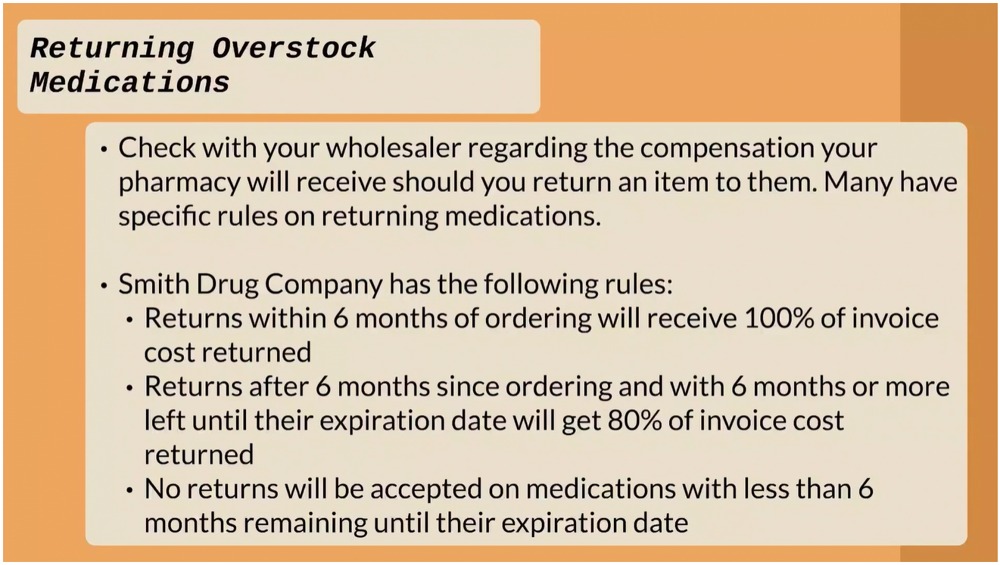 Returning Overstock
Medications
• Check with your wholesaler regarding the compensation your
pharmacy will receive should you return an item to them. Many have
specific rules on returning medications.
• Smith Drug Company has the following rules:
• Returns within 6 months of ordering will receive 100% of invoice
cost returned
• Returns after 6 months since ordering and with 6 months or more
left until their expiration date will get 80% of invoice cost
returned
• No returns will be accepted on medications with less than 6
months remaining until their expiration date